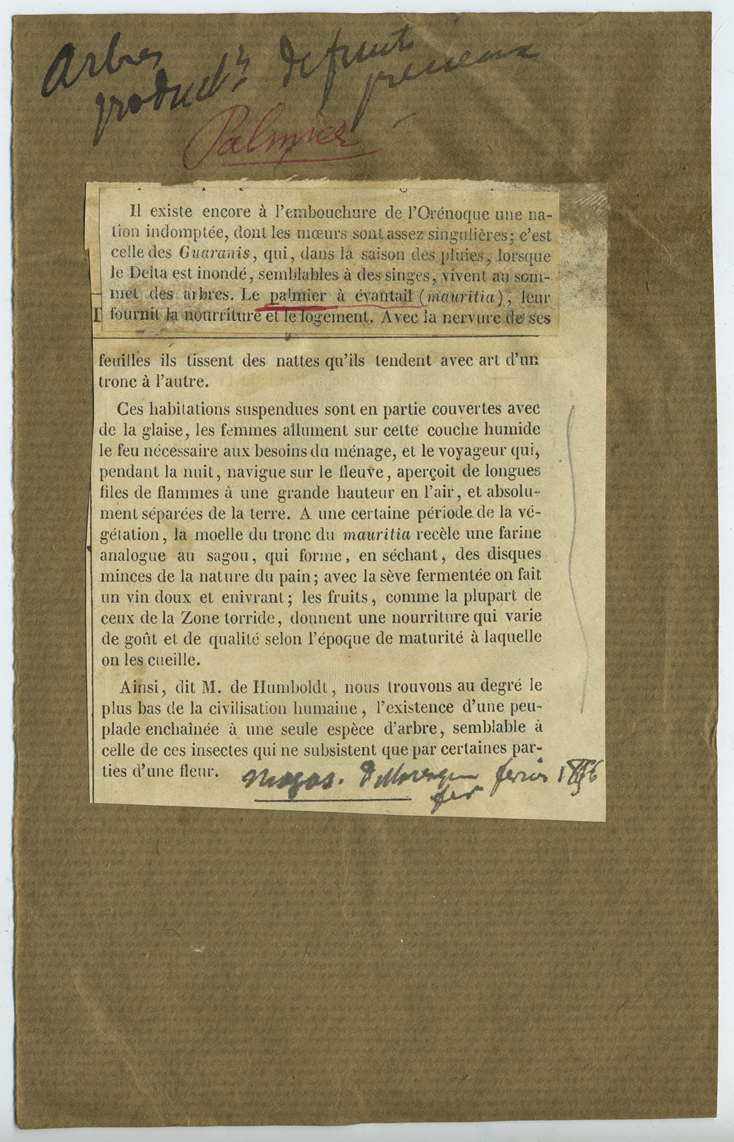 Arbres
product^rs de fruits
precieux
Palmier
Il existe encore à l'embouchure de l'Orénoque une na-
tion indomptée, dont les mœurs sont assez singulières; c'est
celle des Guaranis, qui, dans la saison des pluies, lorsque
le Delta est inondé, semblables à des singes, vivent au som-
met des arbres. Le palmier à évantail (mauritia), leur
fournit la nourriture et le logement. Avec la nervure de ses
feuilles ils tissent des nattes qu'ils tendent avec art d'un
tronc à l'autre.
Ces habitations suspendues sont en partie couvertes avec
de la glaise, les femmes allument sur cette couche humide
le feu nécessaire aux besoins du ménage, et le voyageur qui,
pendant la nuit, navigue sur le fleuve, aperçoit de longues
files de flammes à une grande hauteur en l'air, et absolu-
ment séparées de la terre. A une certaine période de la vé-
gétation, la moelle du tronc du mauritia recèle une farine
analogue au sagou, qui forme, en séchant, des disques
minces de la nature du pain; avec la sève fermentée on fait
un vin doux et enivrant; les fruits, comme la plupart de
ceux de la Zone torride, donnent une nourriture qui varie
de goût et de qualité selon l'époque de maturité à laquelle
on les cueille.
Ainsi, dit M. de Humboldt, nous trouvons au degré le
plus bas de la civilisation humaine, l'existence d'une peu-
plade enchaînée à une seule espèce d'arbre, semblable à
celle de ces insectes qui ne subsistent que par certaines par-
ties d'une fleur.
Magas.